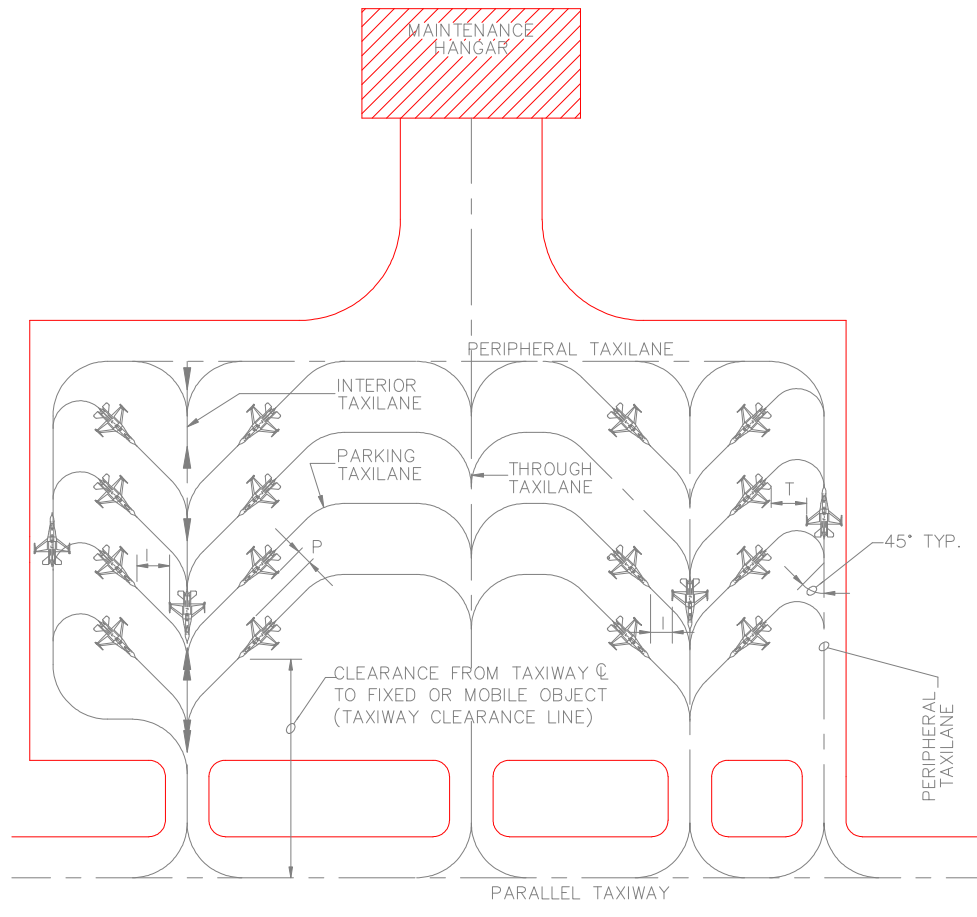 MAINTENANCE
HANGAR
PERIPHERAL TAXILANE
INTERIOR
TAXILANE
PARKING
TAXILANE
THROUGH
TAXILANE
T
P
I
45° TYP.
I
CLEARANCE FROM TAXIWAY ℄
TO FIXED OR MOBILE OBJECT
(TAXIWAY CLEARANCE LINE)
PERIPHERAL
TAXILANE
PARALLEL TAXIWAY